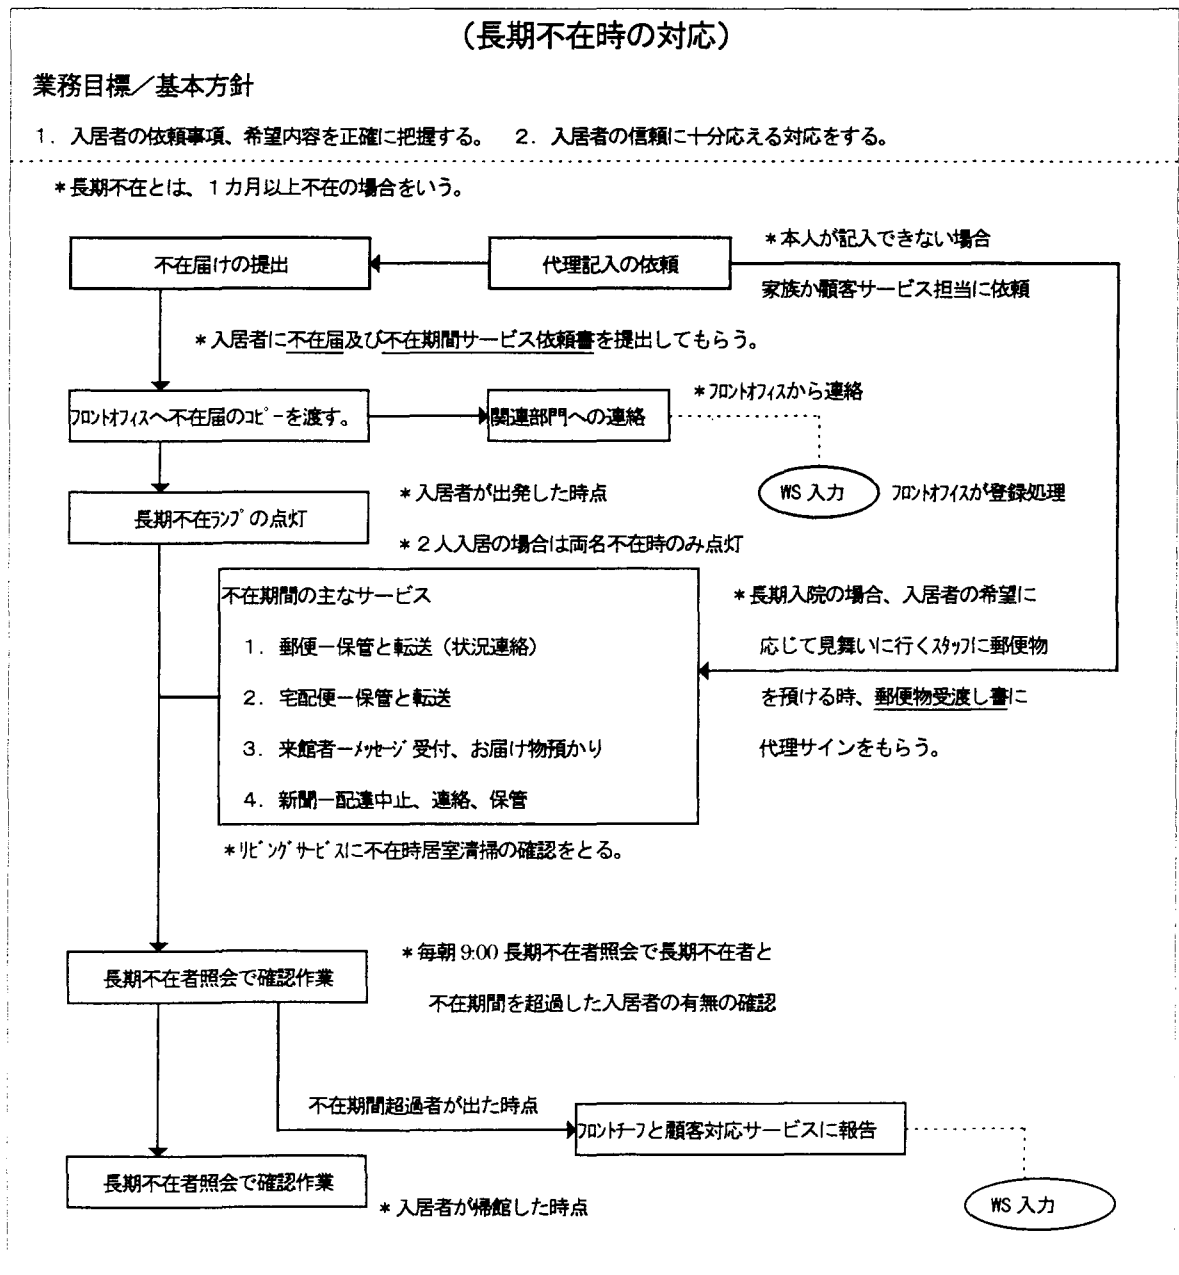 (長期不在時の対応)
業務目標／基本方針
1．入居者の依頼事項、希望内容を正確に把握する。　2．入居者の信頼に十分応える対応をする。
＊長期不在とは、1カ月以上不在の場合をいう。
＊本人が記入できない場合
不在届けの提出　代理記入の依頼
家族か顧客サービス担当に依頼
＊入居者に不在届及び不在期間サービス依頼書を提出してもらう。
＊ﾌﾛﾝﾄｵﾌｨｽから連絡
ﾌﾛﾝﾄｵﾌｨｽへ不在届のｺﾋﾟｰを渡す。　関連部門への連絡
＊入居者が出発した時点　WS 入力　ﾌﾛﾝﾄｵﾌｨｽが登録処理
長期不在ﾗﾝﾌﾟの点灯
＊2人入居の場合は両名不在時のみ点灯
不在期間の主なサービス
1．郵便ー保管と転送（状況連絡）
2．宅配便ー保管と転送
3．来館者ーﾒｯｾｰｼﾞ受付、お届け物預かり
4．新聞ー配達中止、連絡、保管
＊長期入院の場合、入居者の希望に
応じて見舞いに行くｽﾀｯﾌに郵便物
を預ける時、郵便物受渡し書に
代理サインをもらう。
＊ﾘﾋﾞﾝｸﾞｻｰﾋﾞｽに不在時居室清掃の確認をとる。
＊毎朝 9:00 長期不在者照会で長期不在者と
長期不在者照会で確認作業
不在期間を超過した入居者の有無の確認
不在期間超過者が出た時点
ﾌﾛﾝﾄﾁｰﾌと顧客対応サービスに報告
長期不在者照会で確認作業
＊入居者が帰館した時点
WS 入力